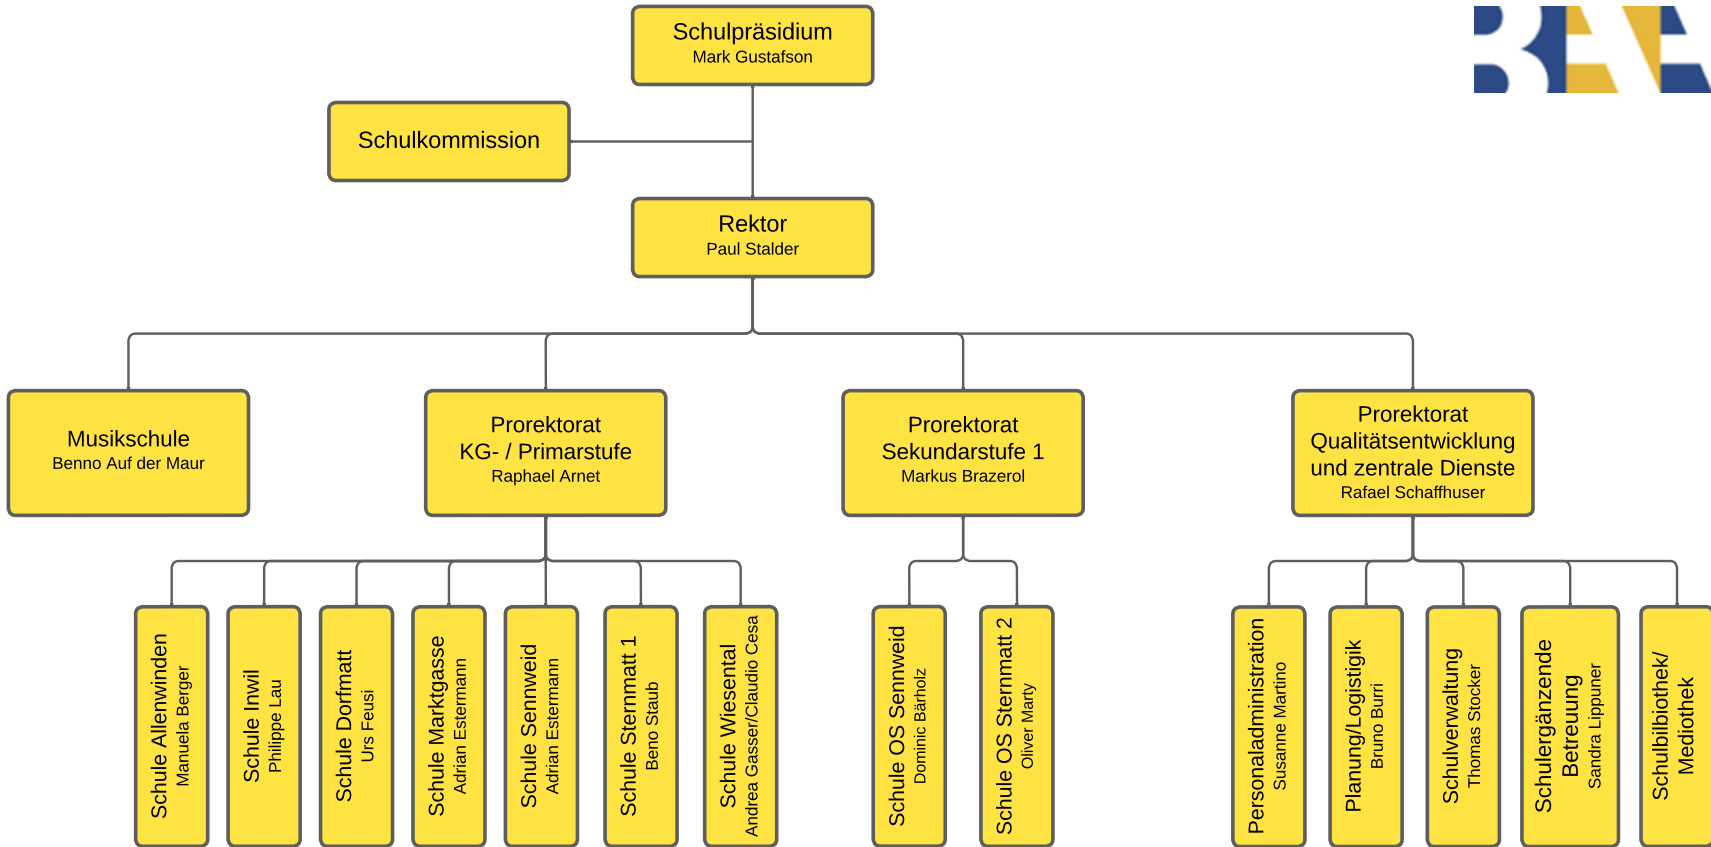 Schulpräsidium
Mark Gustafson
Schulkommission
Rektor
Paul Stalder
Musikschule
Benno Auf der Maur
Prorektorat
KG- / Primarstufe
Raphael Arnet
Prorektorat
Sekundarstufe 1
Markus Brazerol
Prorektorat
Qualitätsentwicklung
und zentrale Dienste
Rafael Schaffhuser
Schule Allenwinden
Manuela Berger
Schule Inwil
Philippe Lau
Schule Dorfmatt
Urs Feusi
Schule Marktgasse
Adrian Estermann
Schule Sennweid
Adrian Estermann
Schule Sternmatt 1
Beno Staub
Schule Wiesental
Andrea Gasser/Claudio Cesa
Schule OS Sennweid
Dominic Bärholz
Schule OS Sternmatt 2
Oliver Marty
Personaladministration
Susanne Martino
Planung/Logistigik
Bruno Burri
Schulverwaltung
Thomas Stocker
Schulergänzende
Betreuung
Sandra Lippuner
Schulbilbiothek/
Mediothek